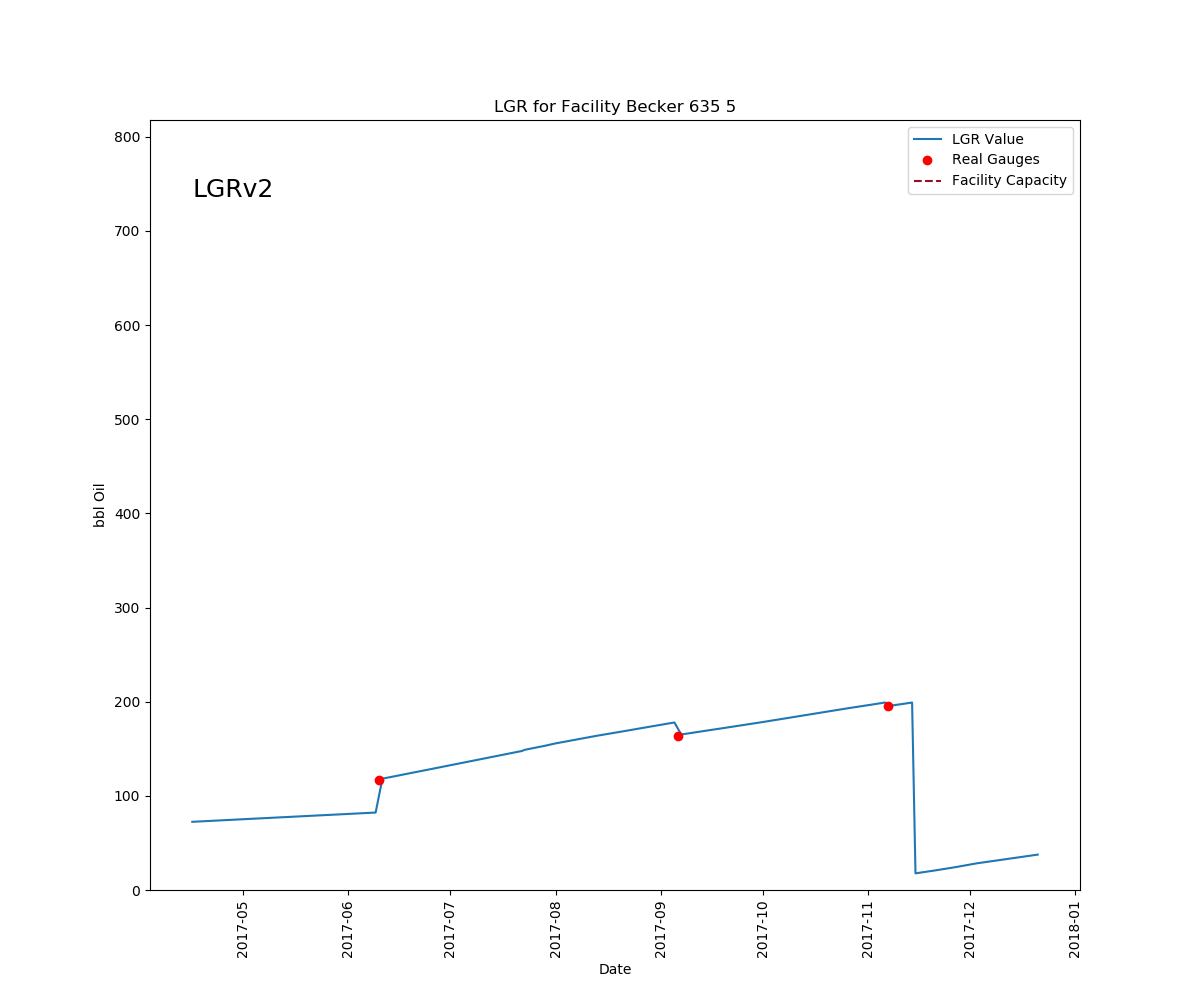 LGR for Facility Becker 635 5
800
700
600
500
400
300
200
100
0
bbl Oil
LGRv2
LGR Value
Real Gauges
Facility Capacity
2017-05
2017-06
2017-07
2017-08
2017-09
2017-10
2017-11
2017-12
2018-01
Date